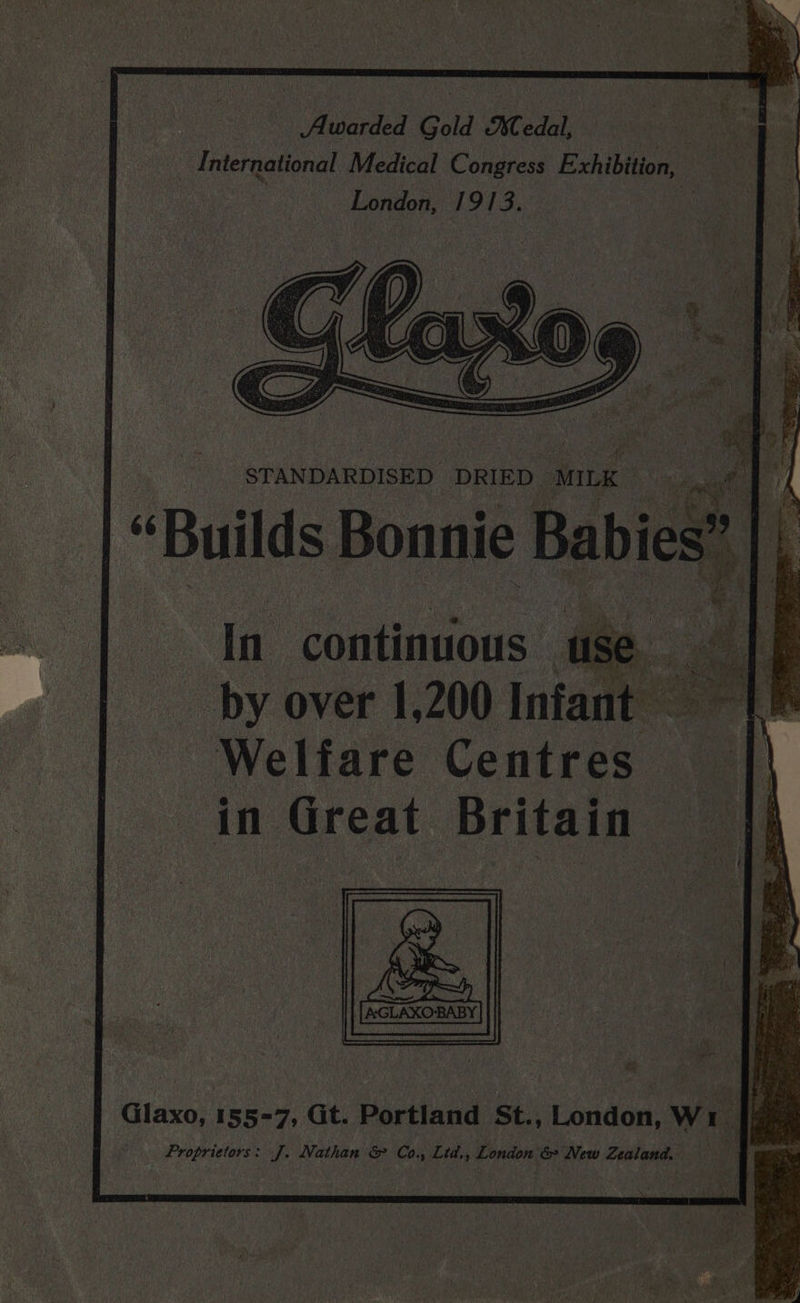 Awarded Gold Medal,
International Medical Congress Exhibition,
London, 1913.
Glaxo
STANDARDISED DRIED MILK
“Builds Bonnie Babies”
In continuous use
by over 1,200 Infant
Welfare Centres
in Great Britain
A·GLAXO·BABY
Glaxo, 155-7, Gt. Portland St., London, W1
Proprietors: J. Nathan & Co., Ltd., London & New Zealand.